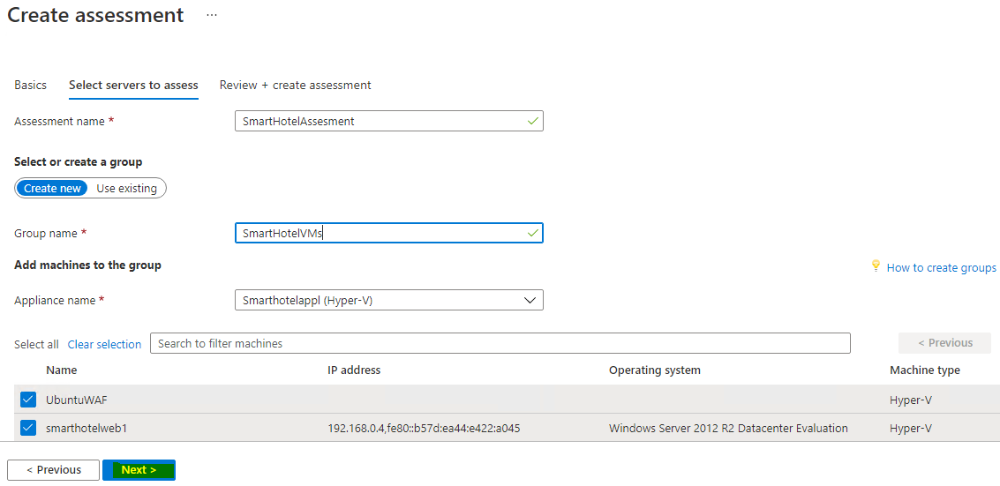 Create assessment ...
Basics Select servers to assess Review + create assessment
Assessment name * SmartHotelAssesment
Select or create a group
Create new Use existing
Group name * SmartHotelVMs
Add machines to the group
How to create groups
Appliance name * Smarthotelappl (Hyper-V)
Select all Clear selection Search to filter machines < Previous
Name IP address Operating system Machine type
UbuntuWAF Hyper-V
smarthotelweb1 192.168.0.4,fe80::b57d:ea44:e422:a045 Windows Server 2012 R2 Datacenter Evaluation Hyper-V
< Previous Next >